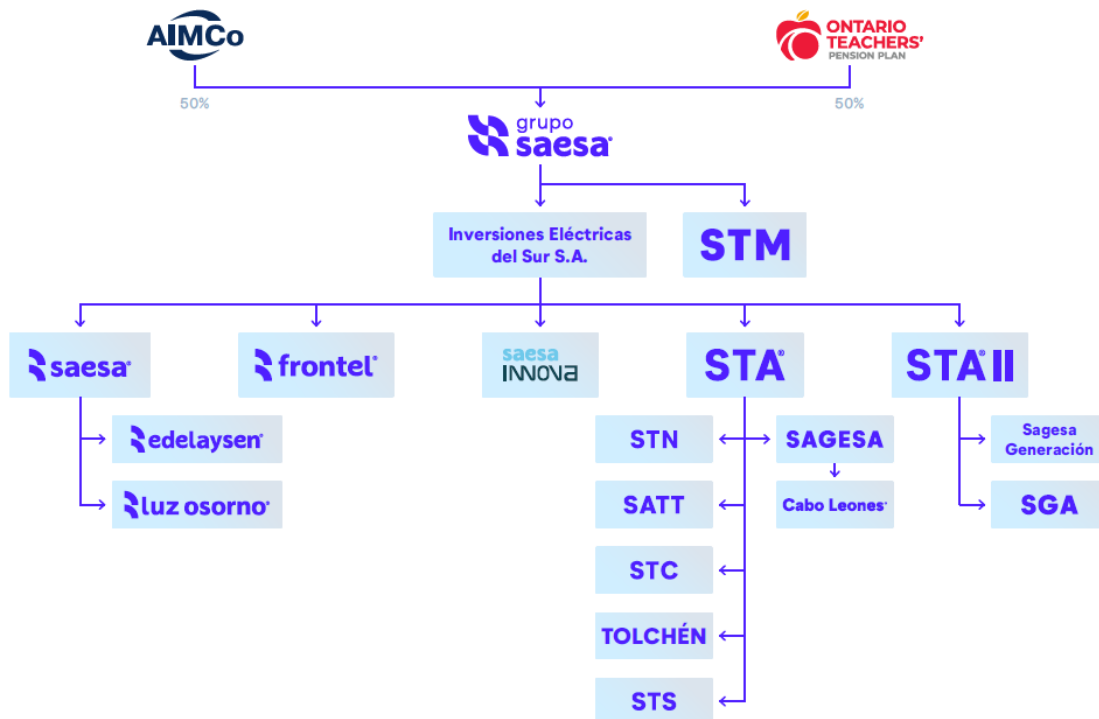 AIMCo
ONTARIO
TEACHERS'
PENSION PLAN
50%
50%
grupo
saesa
Inversiones Eléctricas
del Sur S.A.
STM
saesa
frontel
saesa
INNOVA
STA
STA II
edelaysen
luz osorno
STN
SAGESA
Sagesa
Generación
SATT
Cabo Leones
SGA
STC
TOLCHÉN
STS